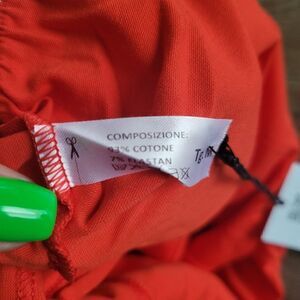 COMPOSIZIONE:
93% COTONE
7% ELASTAN